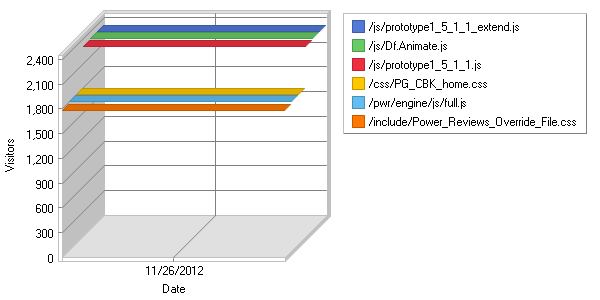 /js/prototype1_5_1_1_extend.js
/js/Df.Animate.js
/js/prototype1_5_1_1.js
/css/PG_CBK_home.css
/pwr/engine/js/full.js
/include/Power_Reviews_Override_File.css
2,400
2,100
1,800
1,500
1,200
900
600
300
0
Visitors
11/26/2012
Date